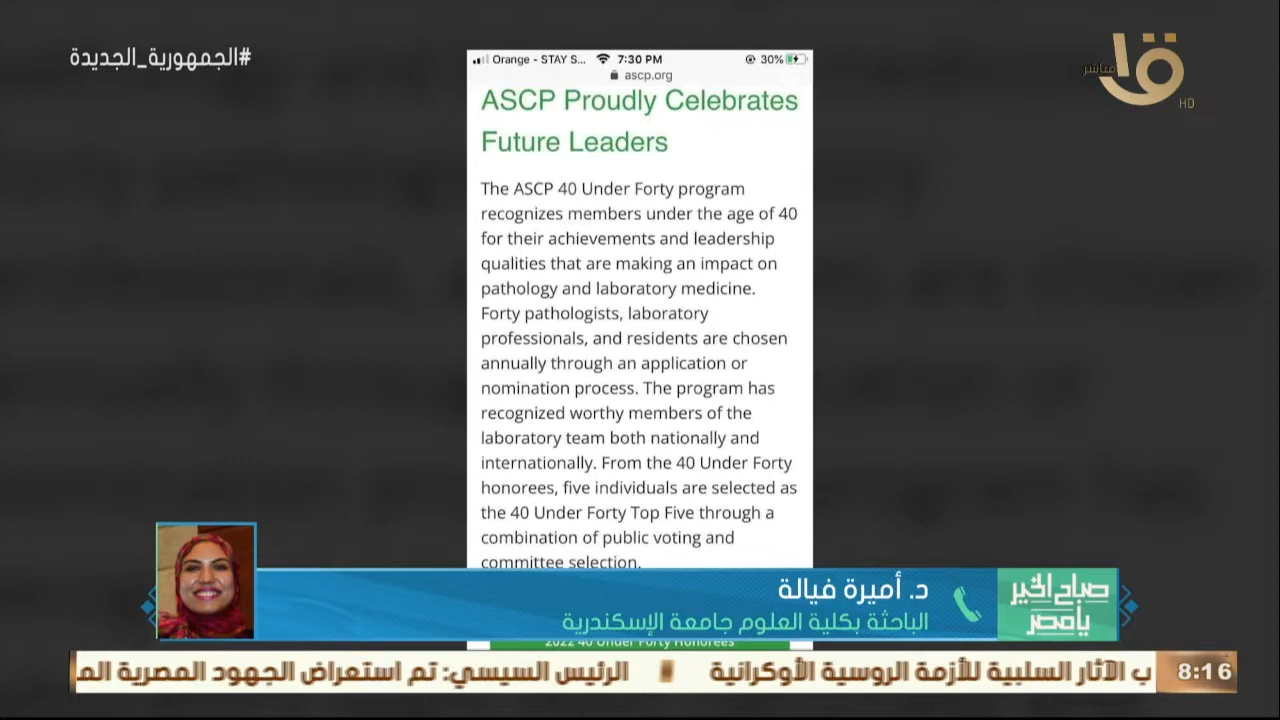 #الجمهورية_الجديدة
مباشر
HD
Orange - STAY S... 7:30 PM 30%
ascp.org
ASCP Proudly Celebrates
Future Leaders
The ASCP 40 Under Forty program
recognizes members under the age of 40
for their achievements and leadership
qualities that are making an impact on
pathology and laboratory medicine.
Forty pathologists, laboratory
professionals, and residents are chosen
annually through an application or
nomination process. The program has
recognized worthy members of the
laboratory team both nationally and
internationally. From the 40 Under Forty
honorees, five individuals are selected as
the 40 Under Forty Top Five through a
combination of public voting and
committee selection.
صباح الخير
يا مصر
د. أميرة فيالة
الباحثة بكلية العلوم جامعة الإسكندرية
2022 40 Under Forty Honorees
8:16
ب الآثار السلبية للأزمة الروسية الأوكرانية
الرئيس السيسي: تم استعراض الجهود المصرية الم